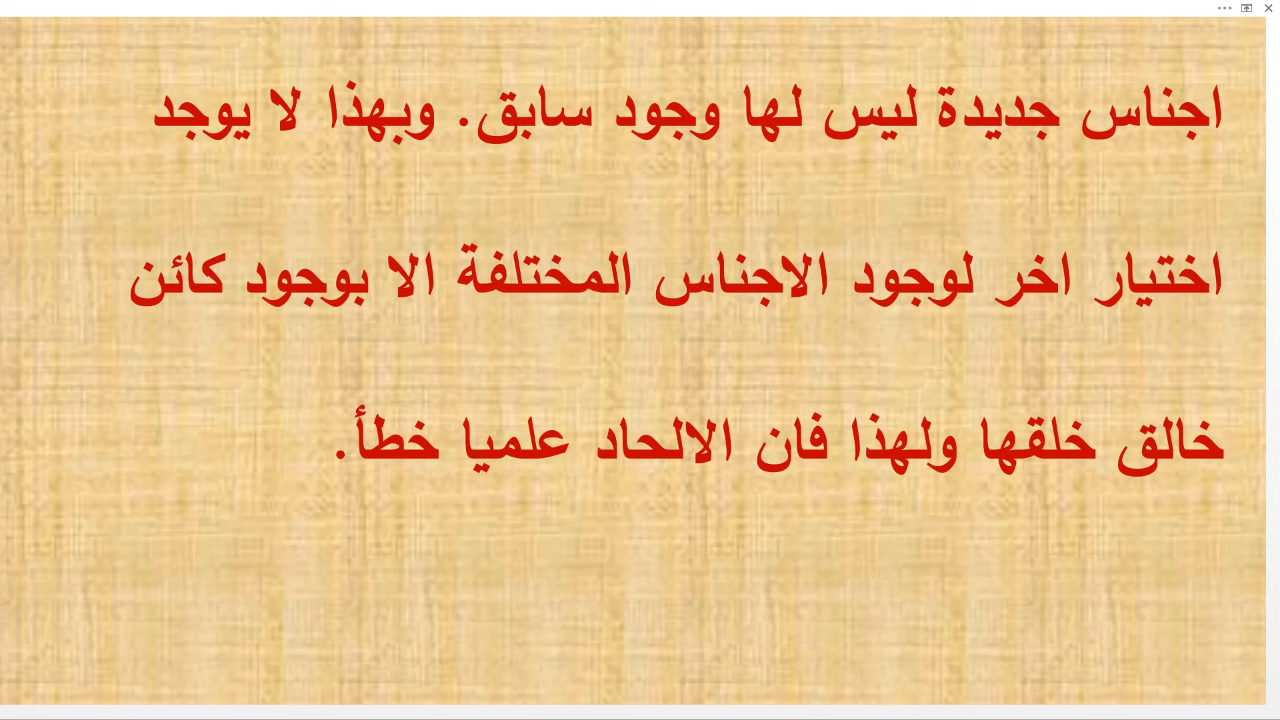 اجناس جديدة ليس لها وجود سابق. وبهذا لا يوجد
اختيار اخر لوجود الاجناس المختلفة الا بوجود كائن
خالق خلقها ولهذا فان الالحاد علميا خطأ.